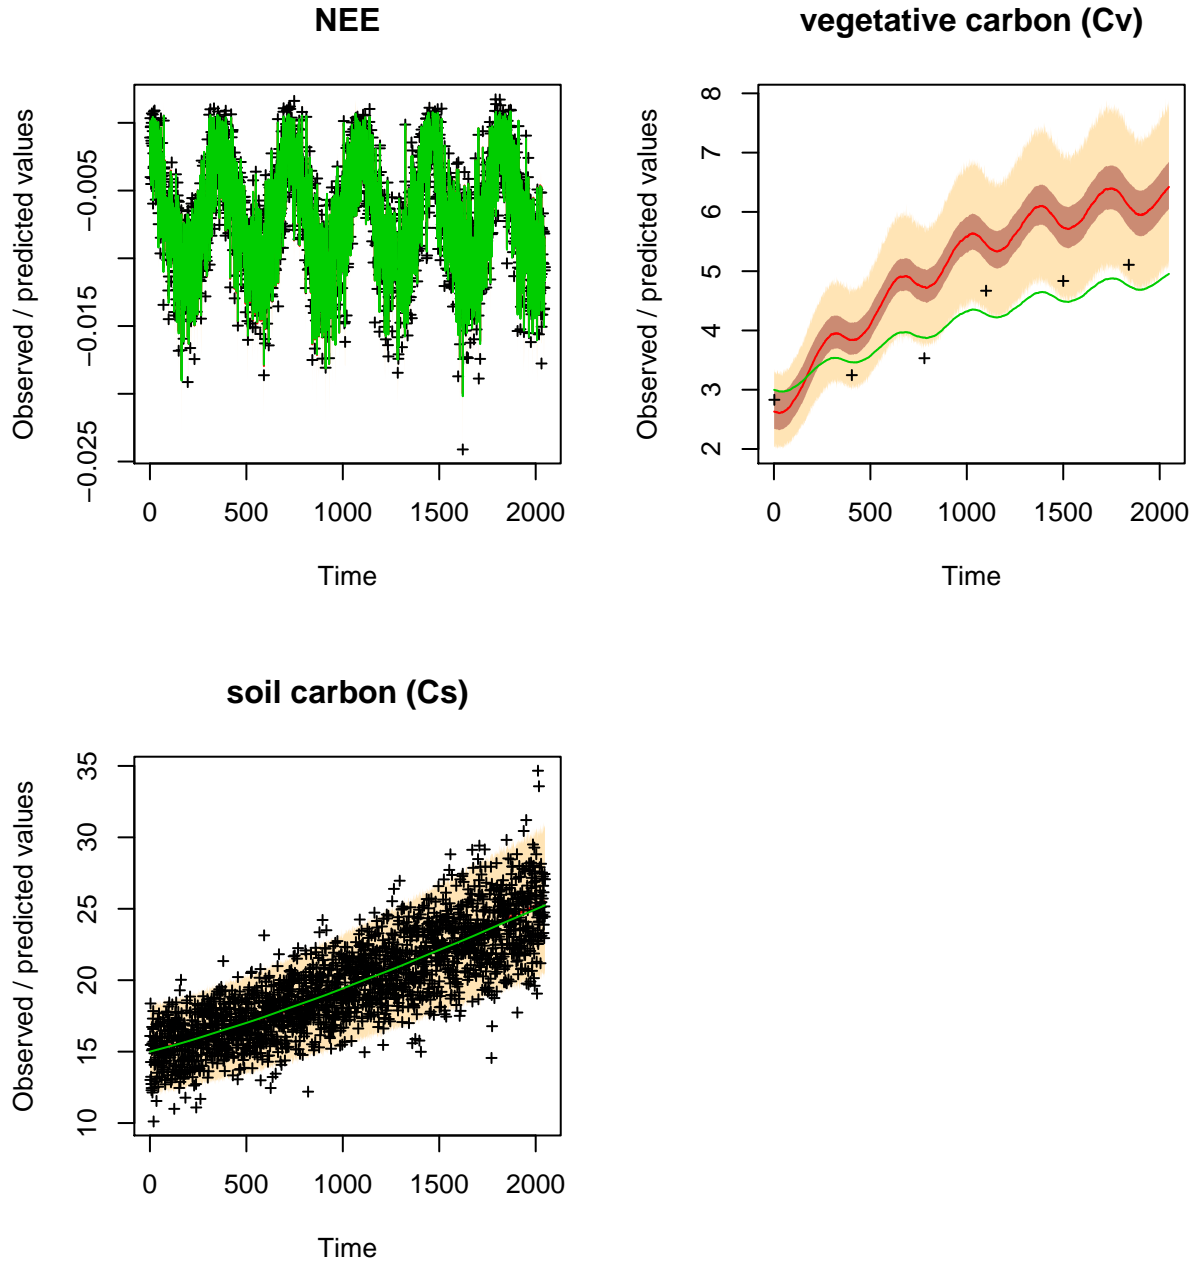 NEE
Observed / predicted values
−0.005
−0.015
−0.025
0 500 1000 1500 2000
Time
vegetative carbon (Cv)
Observed / predicted values
8
7
6
5
4
3
2
0 500 1000 1500 2000
Time
soil carbon (Cs)
Observed / predicted values
35
30
25
20
15
10
0 500 1000 1500 2000
Time